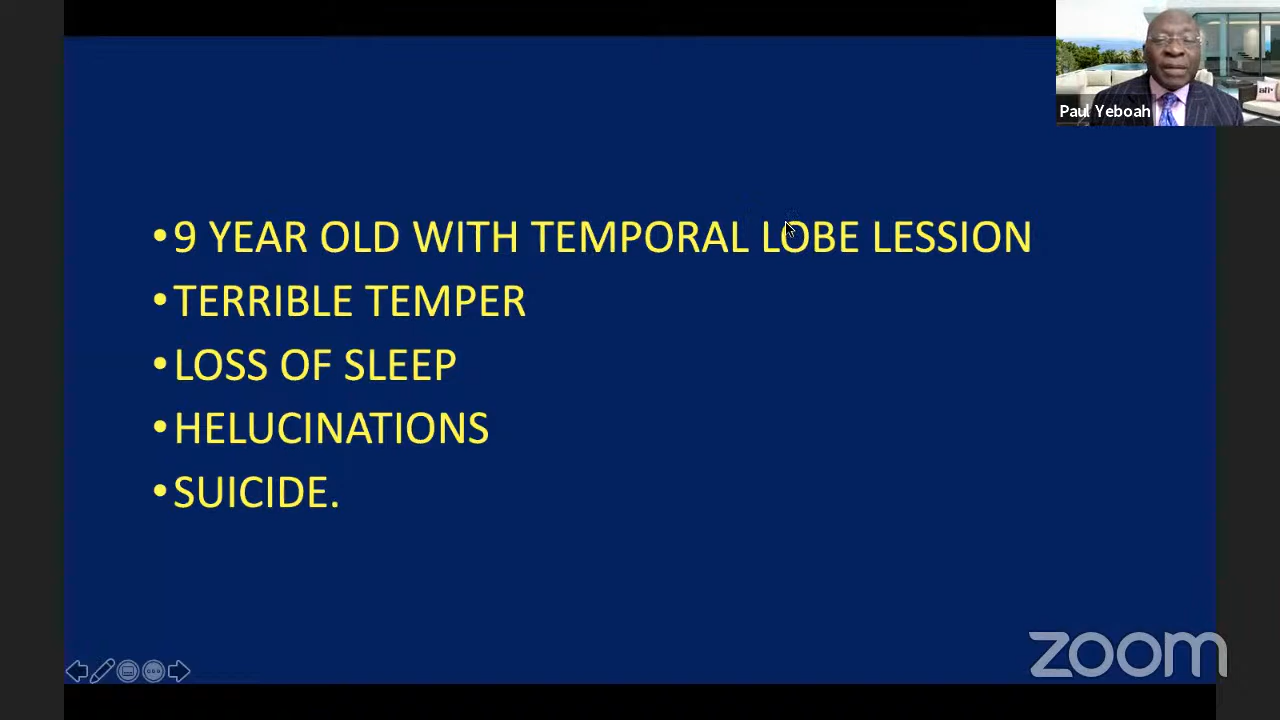 Paul Yeboah
•9 YEAR OLD WITH TEMPORAL LOBE LESSION
•TERRIBLE TEMPER
•LOSS OF SLEEP
•HELUCINATIONS
•SUICIDE.
zoom